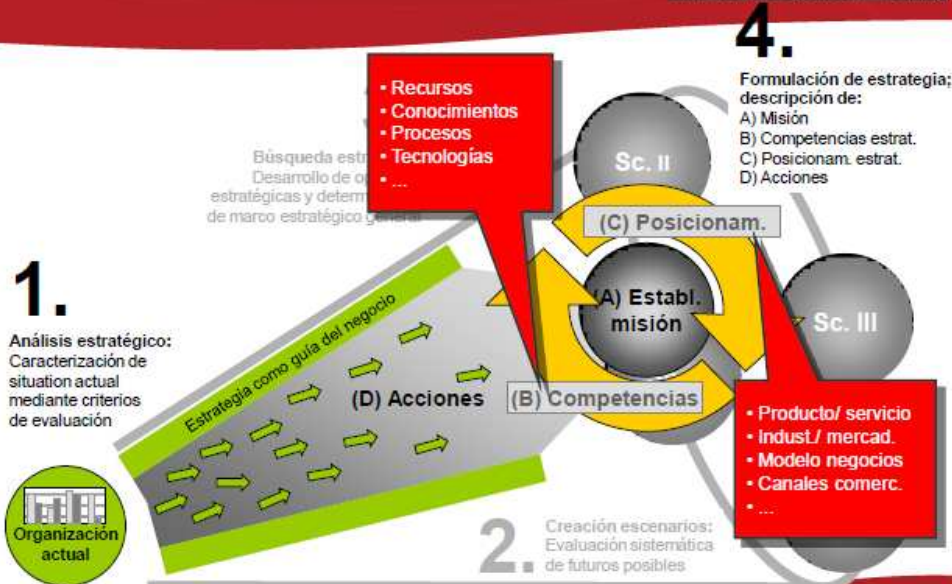 4.
Formulación de estrategia;
descripción de:
A) Misión
B) Competencias estrat.
C) Posicionam. estrat.
D) Acciones
• Recursos
• Conocimientos
• Procesos
• Tecnologías
• ...
Búsqueda
Desarrollo de
estratégicas y
de marco estratégico general
Sc. II
(C) Posicionam.
(A) Establ.
misión
Sc. III
1.
Análisis estratégico:
Caracterización de
situation actual
mediante criterios
de evaluación
Estrategia como guía del negocio
(D) Acciones
(B) Competencias
• Producto/ servicio
• Indust./ mercad.
• Modelo negocios
• Canales comerc.
• ...
Organización
actual
2.
Creación escenarios:
Evaluación sistemática
de futuros posibles